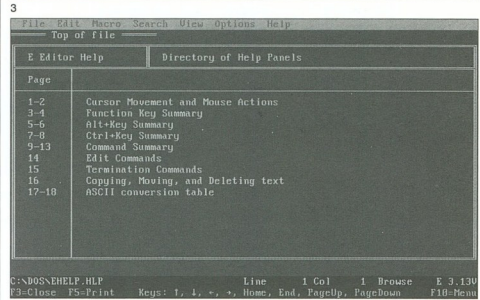 3
File Edit Macro Search View Options Help
Top of file
E Editor Help Directory of Help Panels
Page
1-2 Cursor Movement and Mouse Actions
3-4 Function Key Summary
5-6 Alt+Key Summary
7-8 Ctrl+Key Summary
9-13 Command Summary
14 Edit Commands
15 Termination Commands
16 Copying, Moving, and Deleting text
17-18 ASCII conversion table
C:\DOS\EHELP.HLP Line 1 Col 1 Browse E 3.13V
F3=Close F5=Print Keys: ↑, ↓, ←, →, Home, End, PageUp, PageDown F10=Menu